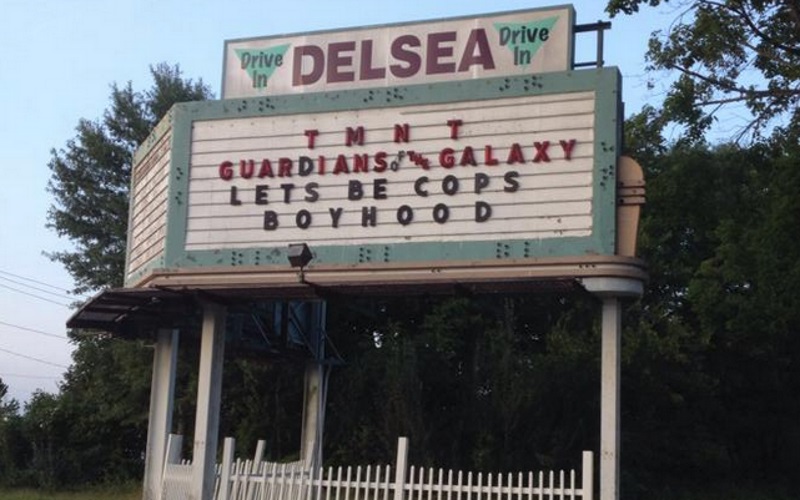 Drive In DELSEA Drive In
TMNT
GUARDIANS OF THE GALAXY
LETS BE COPS
BOYHOOD